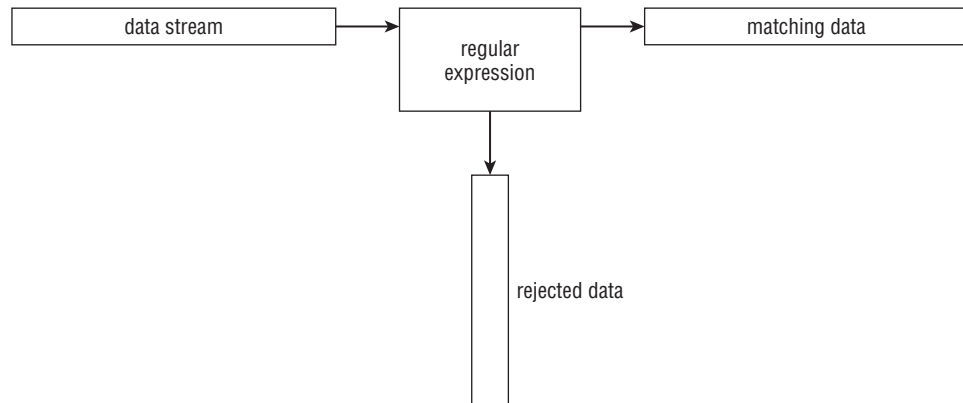 data stream
regular
expression
matching data
rejected data